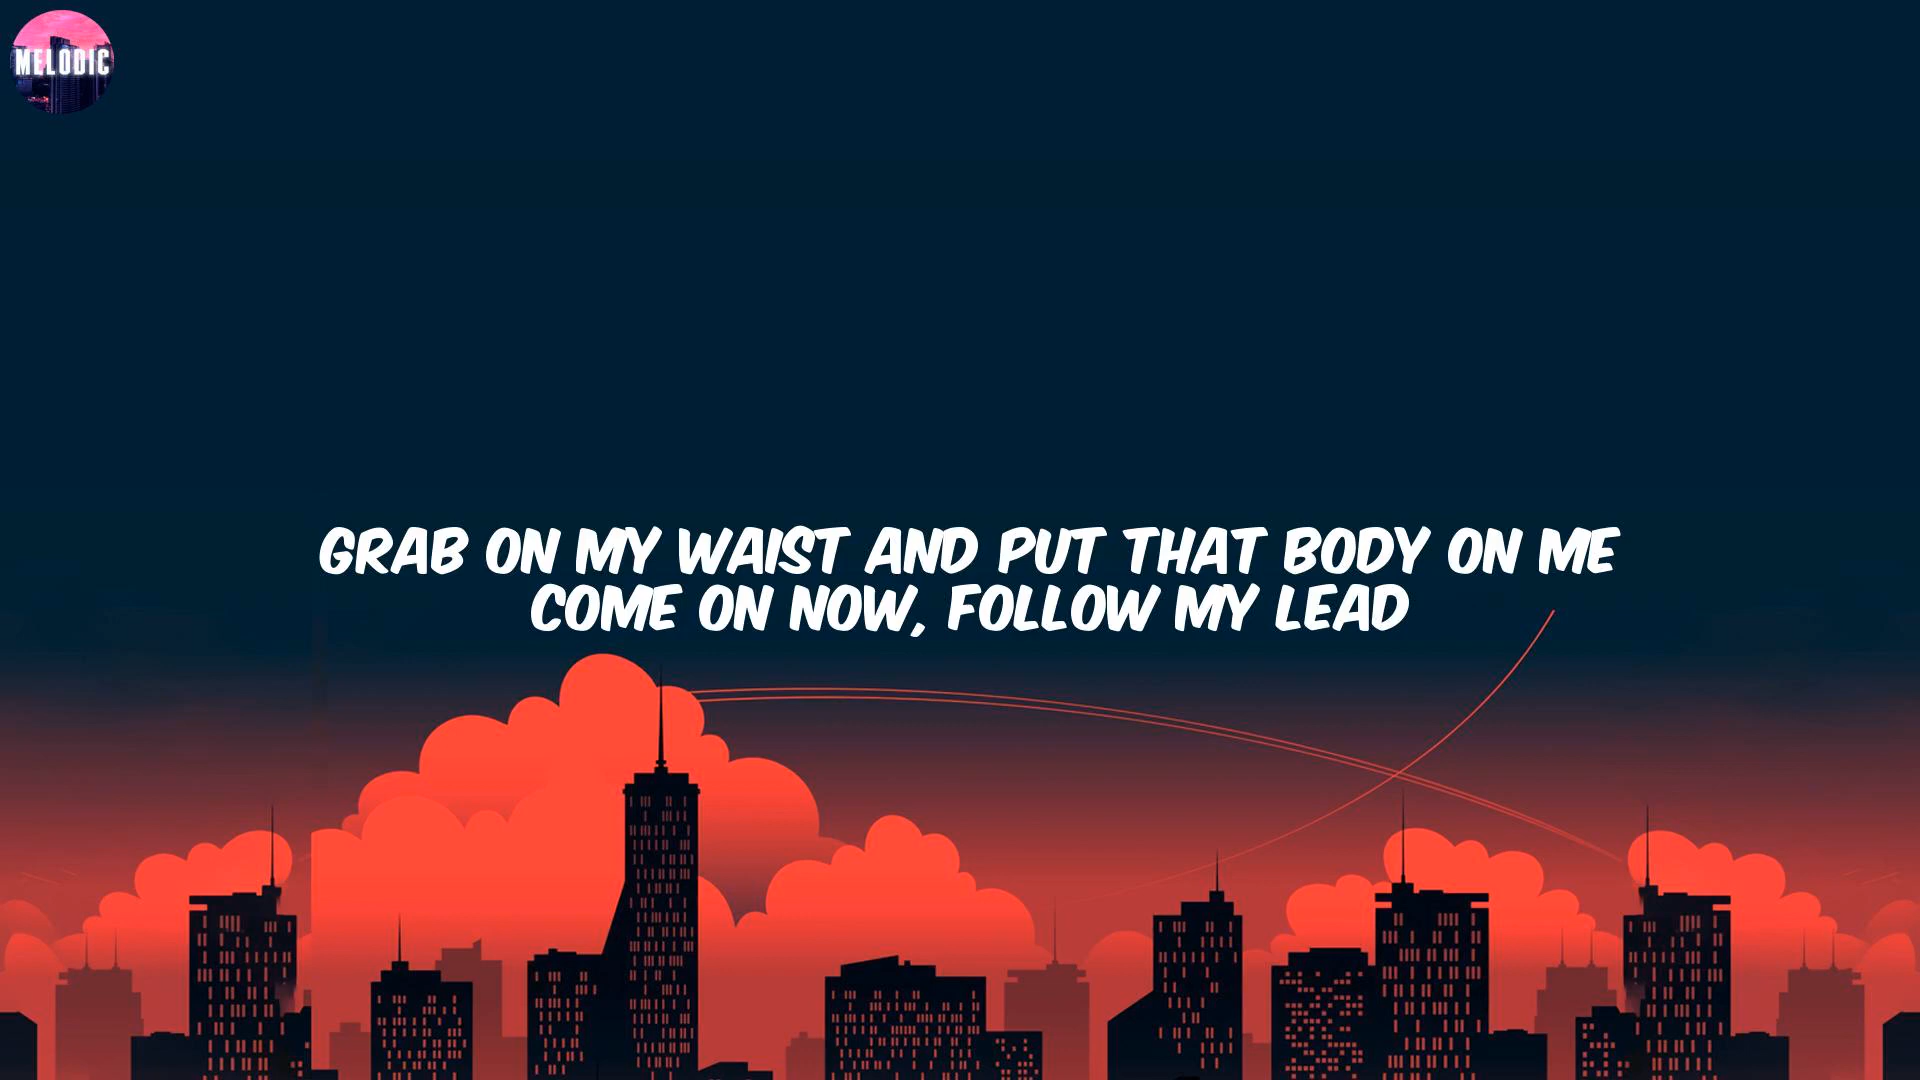 MELODIC
GRAB ON MY WAIST AND PUT THAT BODY ON ME
COME ON NOW, FOLLOW MY LEAD